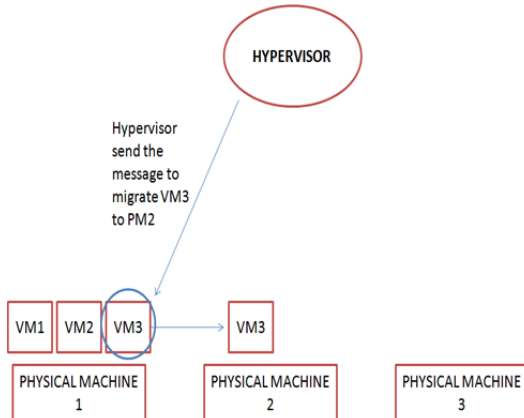 HYPERVISOR
Hypervisor
send the
message to
migrate VM3
to PM2
VM1 VM2 VM3 VM3
PHYSICAL MACHINE
1
PHYSICAL MACHINE
2
PHYSICAL MACHINE
3